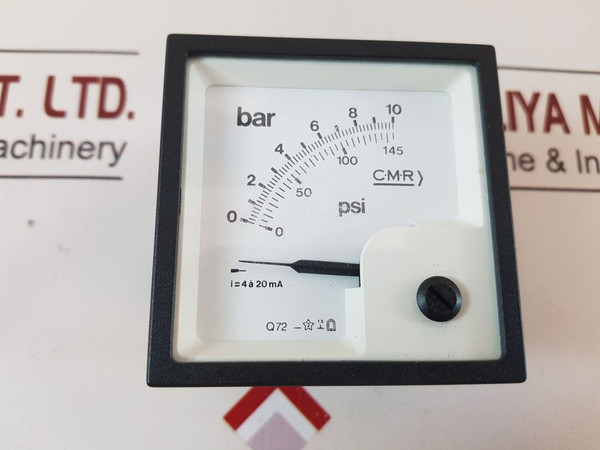 T. LTD.
achinery
LIYA M
ne & In
bar
0 2 4 6 8 10
0 50 100 145
C·M·R
psi
i = 4 à 20 mA
Q72